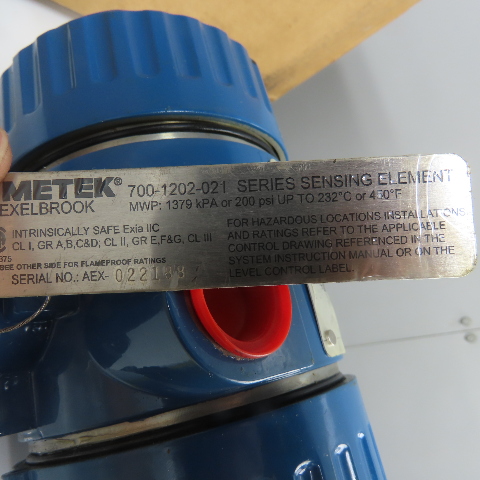 METEK® 700-1202-021 SERIES SENSING ELEMENT
EXELBROOK MWP: 1379 kPA or 200 psi UP TO 232°C or 450°F
INTRINSICALLY SAFE Exia IIC
CL I, GR A,B,C&D, CL II, GR E,F&G, CL III
375
SEE OTHER SIDE FOR FLAMEPROOF RATINGS
SERIAL NO.: AEX-
FOR HAZARDOUS LOCATIONS INSTALLATIONS
AND RATINGS REFER TO THE APPLICABLE
CONTROL DRAWING REFERENCED IN THE
SYSTEM INSTRUCTION MANUAL OR ON THE
LEVEL CONTROL LABEL.